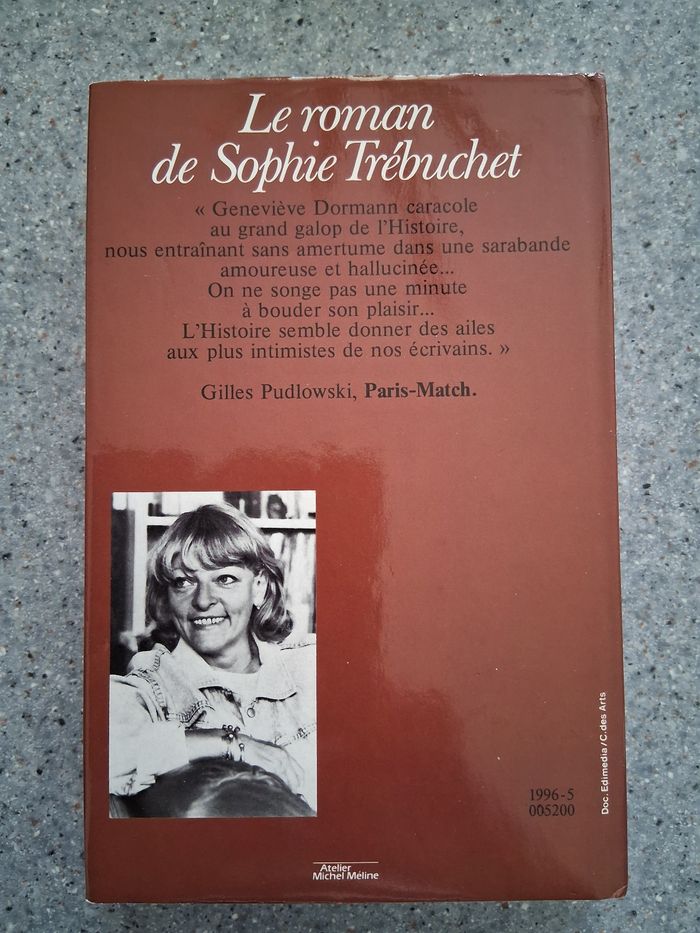 Le roman
de Sophie Trébuchet
« Geneviève Dormann caracole
au grand galop de l'Histoire,
nous entraînant sans amertume dans une sarabande
amoureuse et hallucinée...
On ne songe pas une minute
à bouder son plaisir...
L'Histoire semble donner des ailes
aux plus intimistes de nos écrivains. »
Gilles Pudlowski, Paris-Match.
1996-5
005200
Doc. Edimedia/C. des Arts
Atelier
Michel Méline